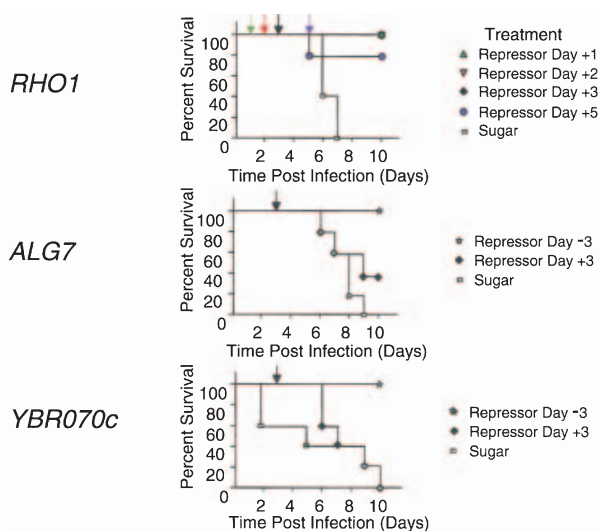 RHO1
Percent Survival
100
80
60
40
20
0
2 4 6 8 10
Time Post Infection (Days)
Treatment
Repressor Day +1
Repressor Day +2
Repressor Day +3
Repressor Day +5
Sugar
ALG7
Percent Survival
100
80
60
40
20
0
2 4 6 8 10
Time Post Infection (Days)
Repressor Day -3
Repressor Day +3
Sugar
YBR070c
Percent Survival
100
80
60
40
20
0
2 4 6 8 10
Time Post Infection (Days)
Repressor Day -3
Repressor Day +3
Sugar